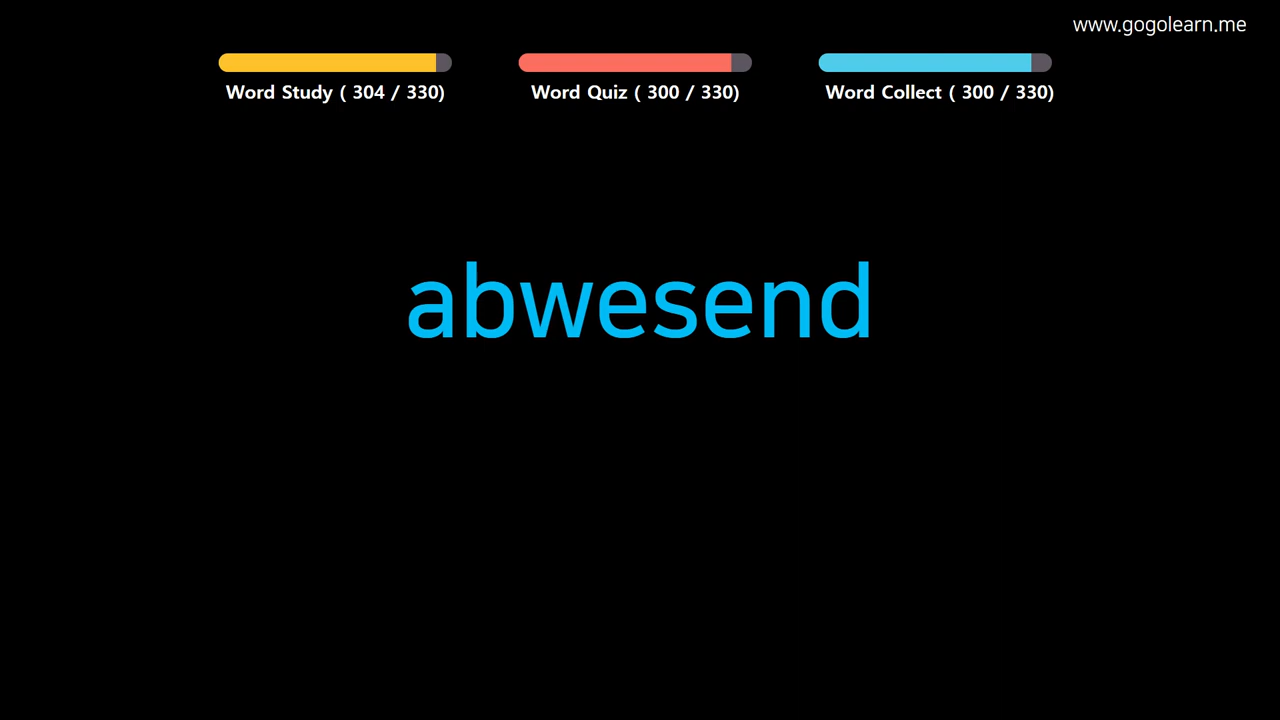 www.gogolearn.me
Word Study ( 304 / 330)
Word Quiz ( 300 / 330)
Word Collect ( 300 / 330)
abwesend